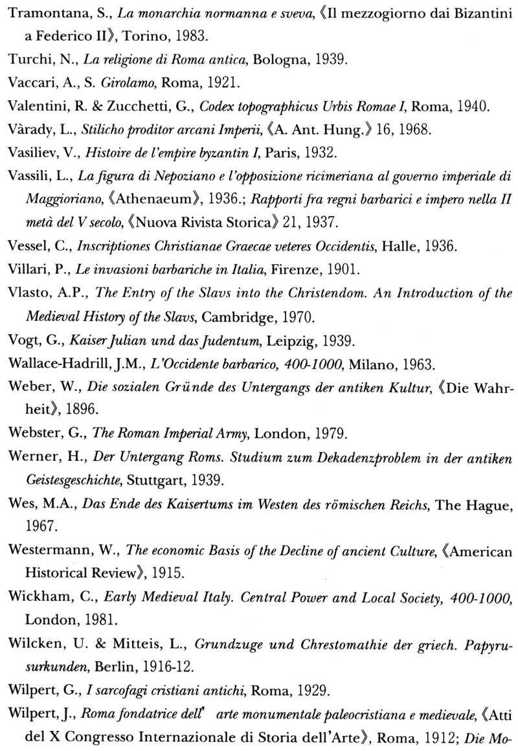 Tramontana, S., La monarchia normanna e sveva, 《Il mezzogiorno dai Bizantini
a Federico II》, Torino, 1983.
Turchi, N., La religione di Roma antica, Bologna, 1939.
Vaccari, A., S. Girolamo, Roma, 1921.
Valentini, R. & Zucchetti, G., Codex topographicus Urbis Romae I, Roma, 1940.
Vàrady, L., Stilicho proditor arcani Imperii, 《A. Ant. Hung.》 16, 1968.
Vasiliev, V., Histoire de l'empire byzantin I, Paris, 1932.
Vassili, L., La figura di Nepoziano e l'opposizione ricimeriana al governo imperiale di
Maggioriano, 《Athenaeum》, 1936.; Rapporti fra regni barbarici e impero nella II
metà del V secolo, 《Nuova Rivista Storica》 21, 1937.
Vessel, C., Inscriptiones Christianae Graecae veteres Occidentis, Halle, 1936.
Villari, P., Le invasioni barbariche in Italia, Firenze, 1901.
Vlasto, A.P., The Entry of the Slavs into the Christendom. An Introduction of the
Medieval History of the Slavs, Cambridge, 1970.
Vogt, G., Kaiser Julian und das Judentum, Leipzig, 1939.
Wallace-Hadrill, J.M., L'Occidente barbarico, 400-1000, Milano, 1963.
Weber, W., Die sozialen Gründe des Untergangs der antiken Kultur, 《Die Wahr-
heit》, 1896.
Webster, G., The Roman Imperial Army, London, 1979.
Werner, H., Der Untergang Roms. Studium zum Dekadenzproblem in der antiken
Geistesgeschichte, Stuttgart, 1939.
Wes, M.A., Das Ende des Kaisertums im Westen des römischen Reichs, The Hague,
1967.
Westermann, W., The economic Basis of the Decline of ancient Culture, 《American
Historical Review》, 1915.
Wickham, C., Early Medieval Italy. Central Power and Local Society, 400-1000,
London, 1981.
Wilcken, U. & Mitteis, L., Grundzuge und Chrestomathie der griech. Papyru-
surkunden, Berlin, 1916-12.
Wilpert, G., I sarcofagi cristiani antichi, Roma, 1929.
Wilpert, J., Roma fondatrice dell' arte monumentale paleocristiana e medievale, 《Atti
del X Congresso Internazionale di Storia dell'Arte》, Roma, 1912; Die Mo-